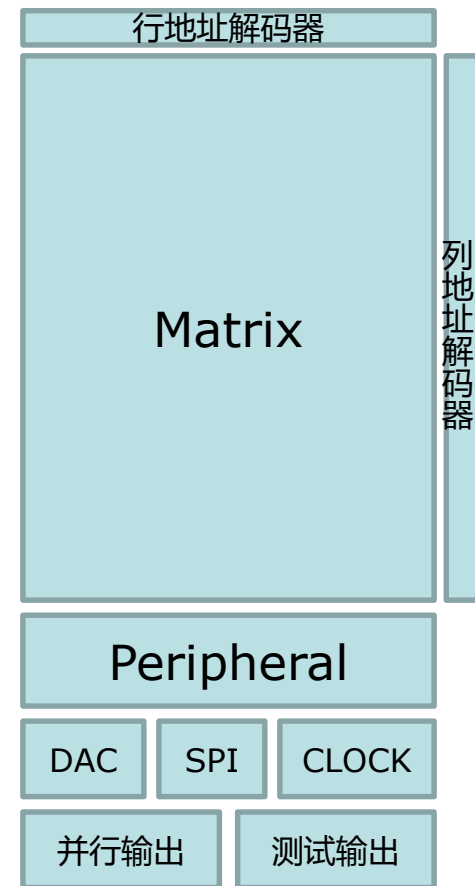 行地址解码器
Matrix
列地址解码器
Peripheral
DAC
SPI
CLOCK
并行输出
测试输出